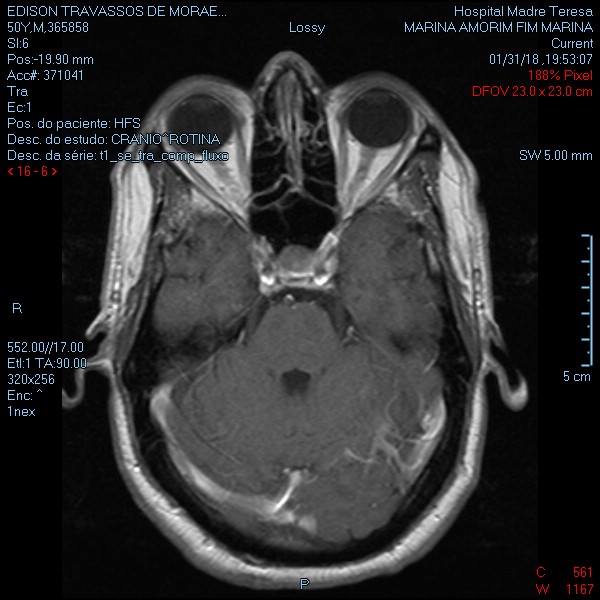 EDISON TRAVASSOS DE MORAE...
50Y,M,365858
Sl:6
Pos:-19.90 mm
Acc#: 371041
Tra
Ec:1
Pos. do paciente: HFS
Desc. do estudo: CRANIO^ROTINA
Desc. da série: t1_se_tra_comp_fluxo
< 16 - 6 >
Lossy
Hospital Madre Teresa
MARINA AMORIM FIM MARINA
Current
01/31/18 ,19:53:07
188% Pixel
DFOV 23.0 x 23.0 cm
SW 5.00 mm
R
552.00//17.00
Etl:1 TA:90.00
320x256
Enc: ^
1nex
5 cm
P
C 561
W 1167